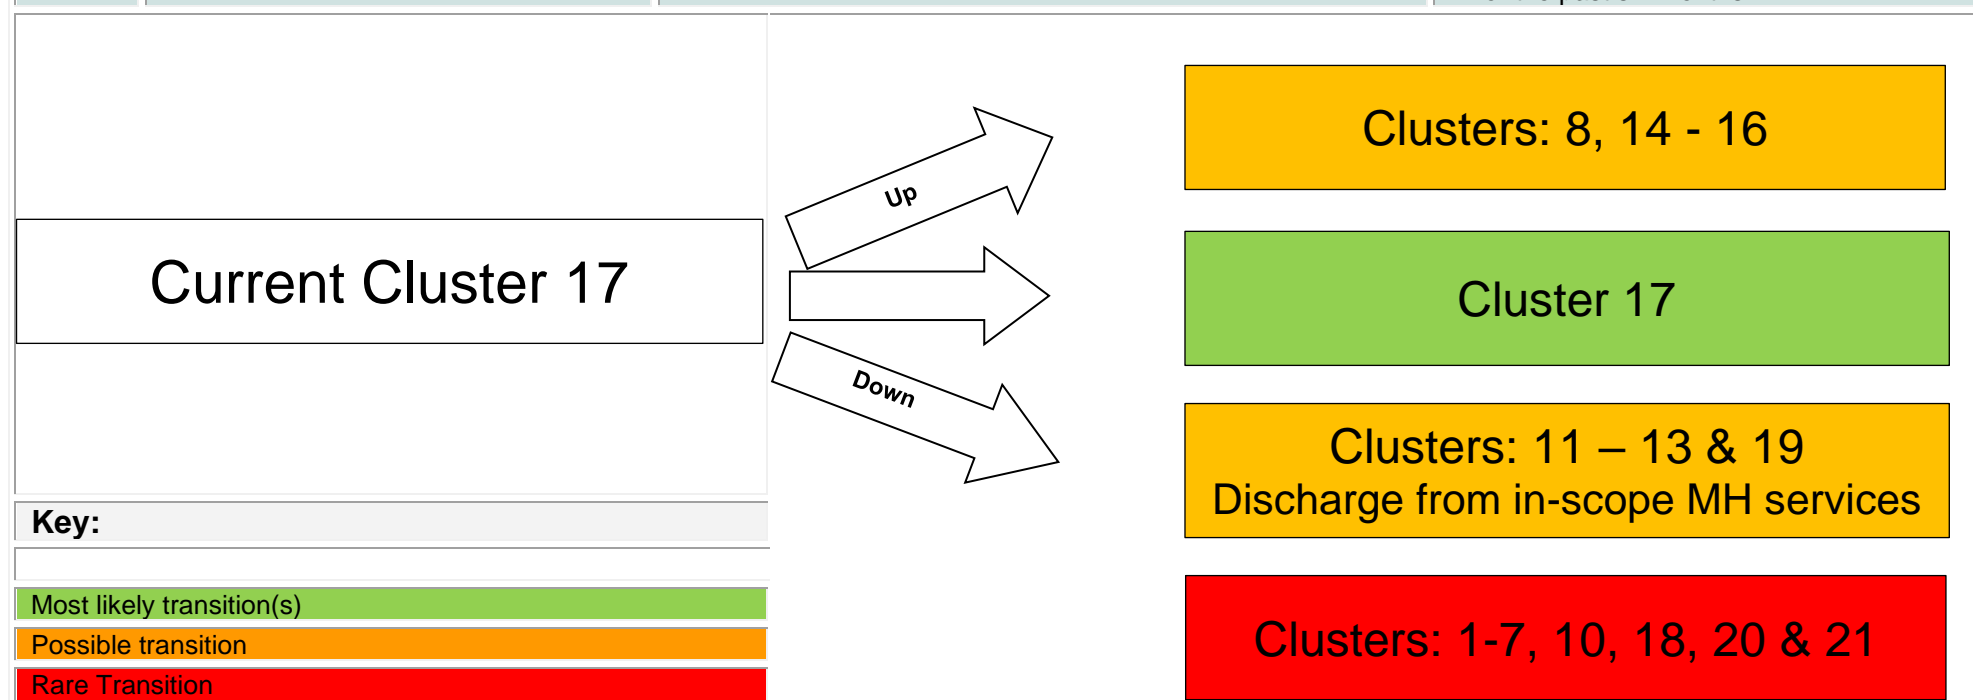 Current Cluster 17
Up
Down
Clusters: 8, 14 - 16
Cluster 17
Clusters: 11 – 13 & 19
Discharge from in-scope MH services
Clusters: 1-7, 10, 18, 20 & 21
Key:
Most likely transition(s)
Possible transition
Rare Transition